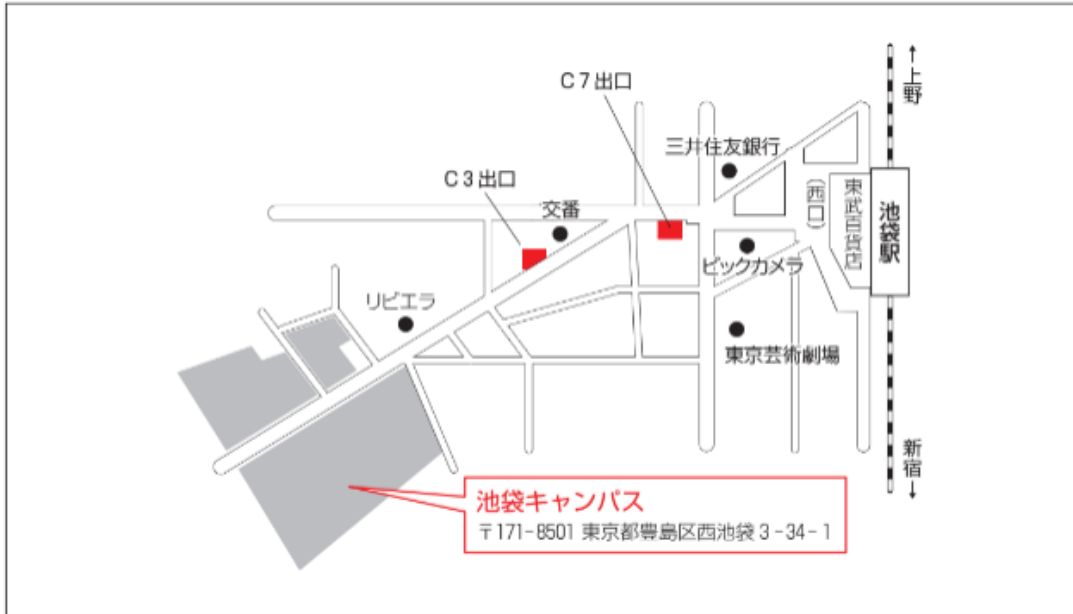 ↑上野
C7出口
三井住友銀行
C3出口
交番
(西口)
東武百貨店
池袋駅
ビックカメラ
リビエラ
東京芸術劇場
新宿↓
池袋キャンパス
〒171-8501 東京都豊島区西池袋3-34-1